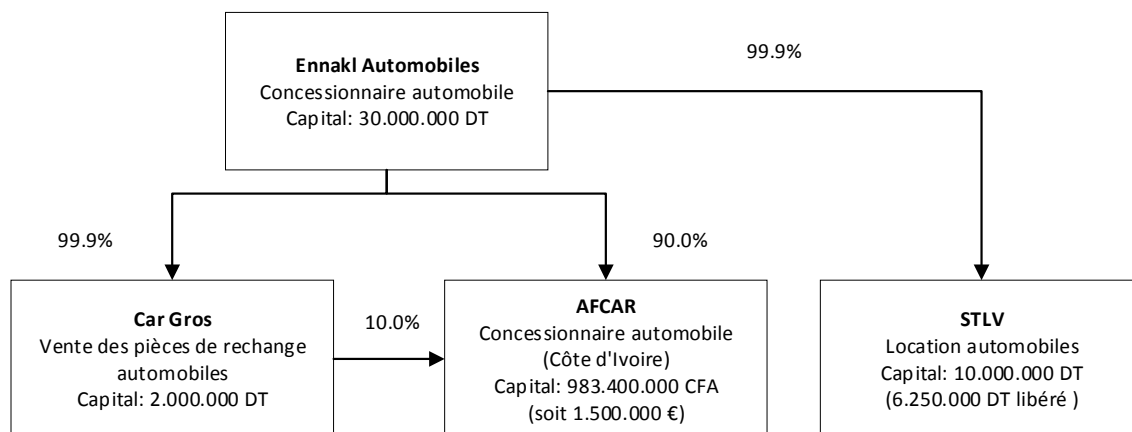 Ennakl Automobiles
Concessionnaire automobile
Capital: 30.000.000 DT
99.9%
99.9%
90.0%
Car Gros
Vente des pièces de rechange
automobiles
Capital: 2.000.000 DT
10.0%
AFCAR
Concessionnaire automobile
(Côte d'Ivoire)
Capital: 983.400.000 CFA
(soit 1.500.000 €)
STLV
Location automobiles
Capital: 10.000.000 DT
(6.250.000 DT libéré )